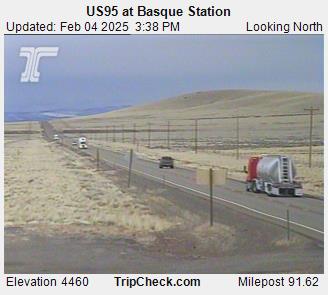 US95 at Basque Station
Updated: Feb 04 2025 3:38 PM Looking North
Elevation 4460 TripCheck.com Milepost 91.62